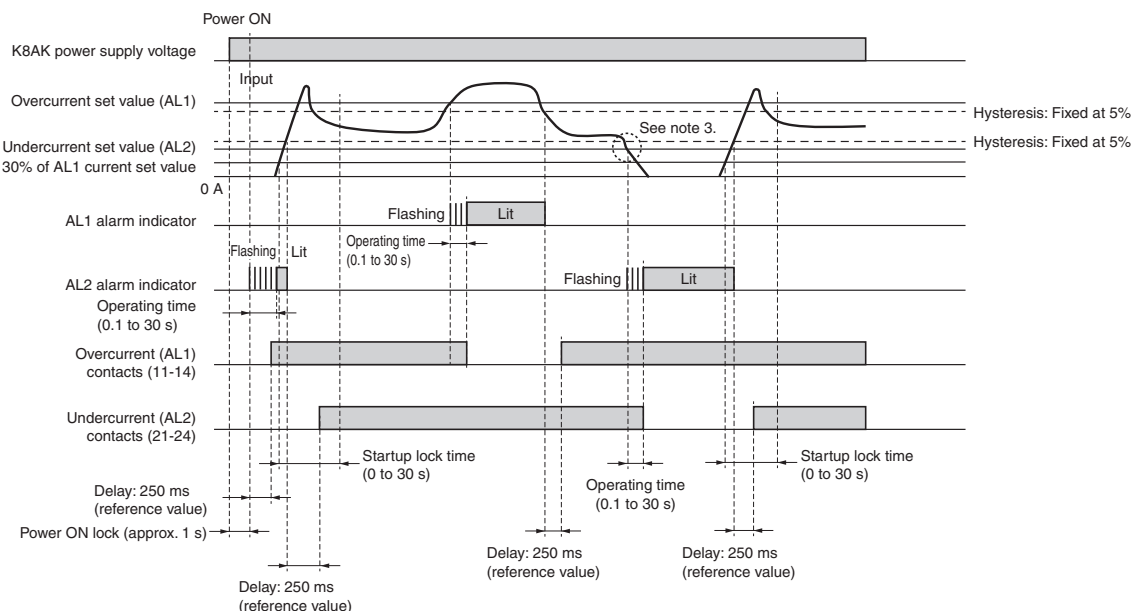 Power ON
K8AK power supply voltage
Input
Overcurrent set value (AL1)
Hysteresis: Fixed at 5%
See note 3.
Undercurrent set value (AL2)
Hysteresis: Fixed at 5%
30% of AL1 current set value
0 A
AL1 alarm indicator
Flashing
Lit
Operating time
(0.1 to 30 s)
Flashing
Lit
AL2 alarm indicator
Flashing
Lit
Operating time
(0.1 to 30 s)
Overcurrent (AL1)
contacts (11-14)
Undercurrent (AL2)
contacts (21-24)
Startup lock time
(0 to 30 s)
Startup lock time
(0 to 30 s)
Operating time
(0.1 to 30 s)
Delay: 250 ms
(reference value)
Power ON lock (approx. 1 s)
Delay: 250 ms
(reference value)
Delay: 250 ms
(reference value)
Delay: 250 ms
(reference value)